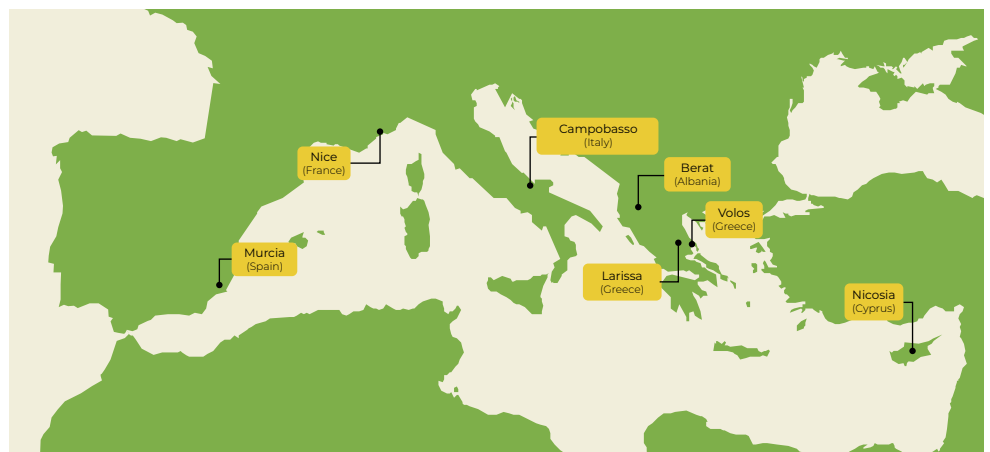 Campobasso
(Italy)
Nice
(France)
Berat
(Albania)
Volos
(Greece)
Murcia
(Spain)
Larissa
(Greece)
Nicosia
(Cyprus)